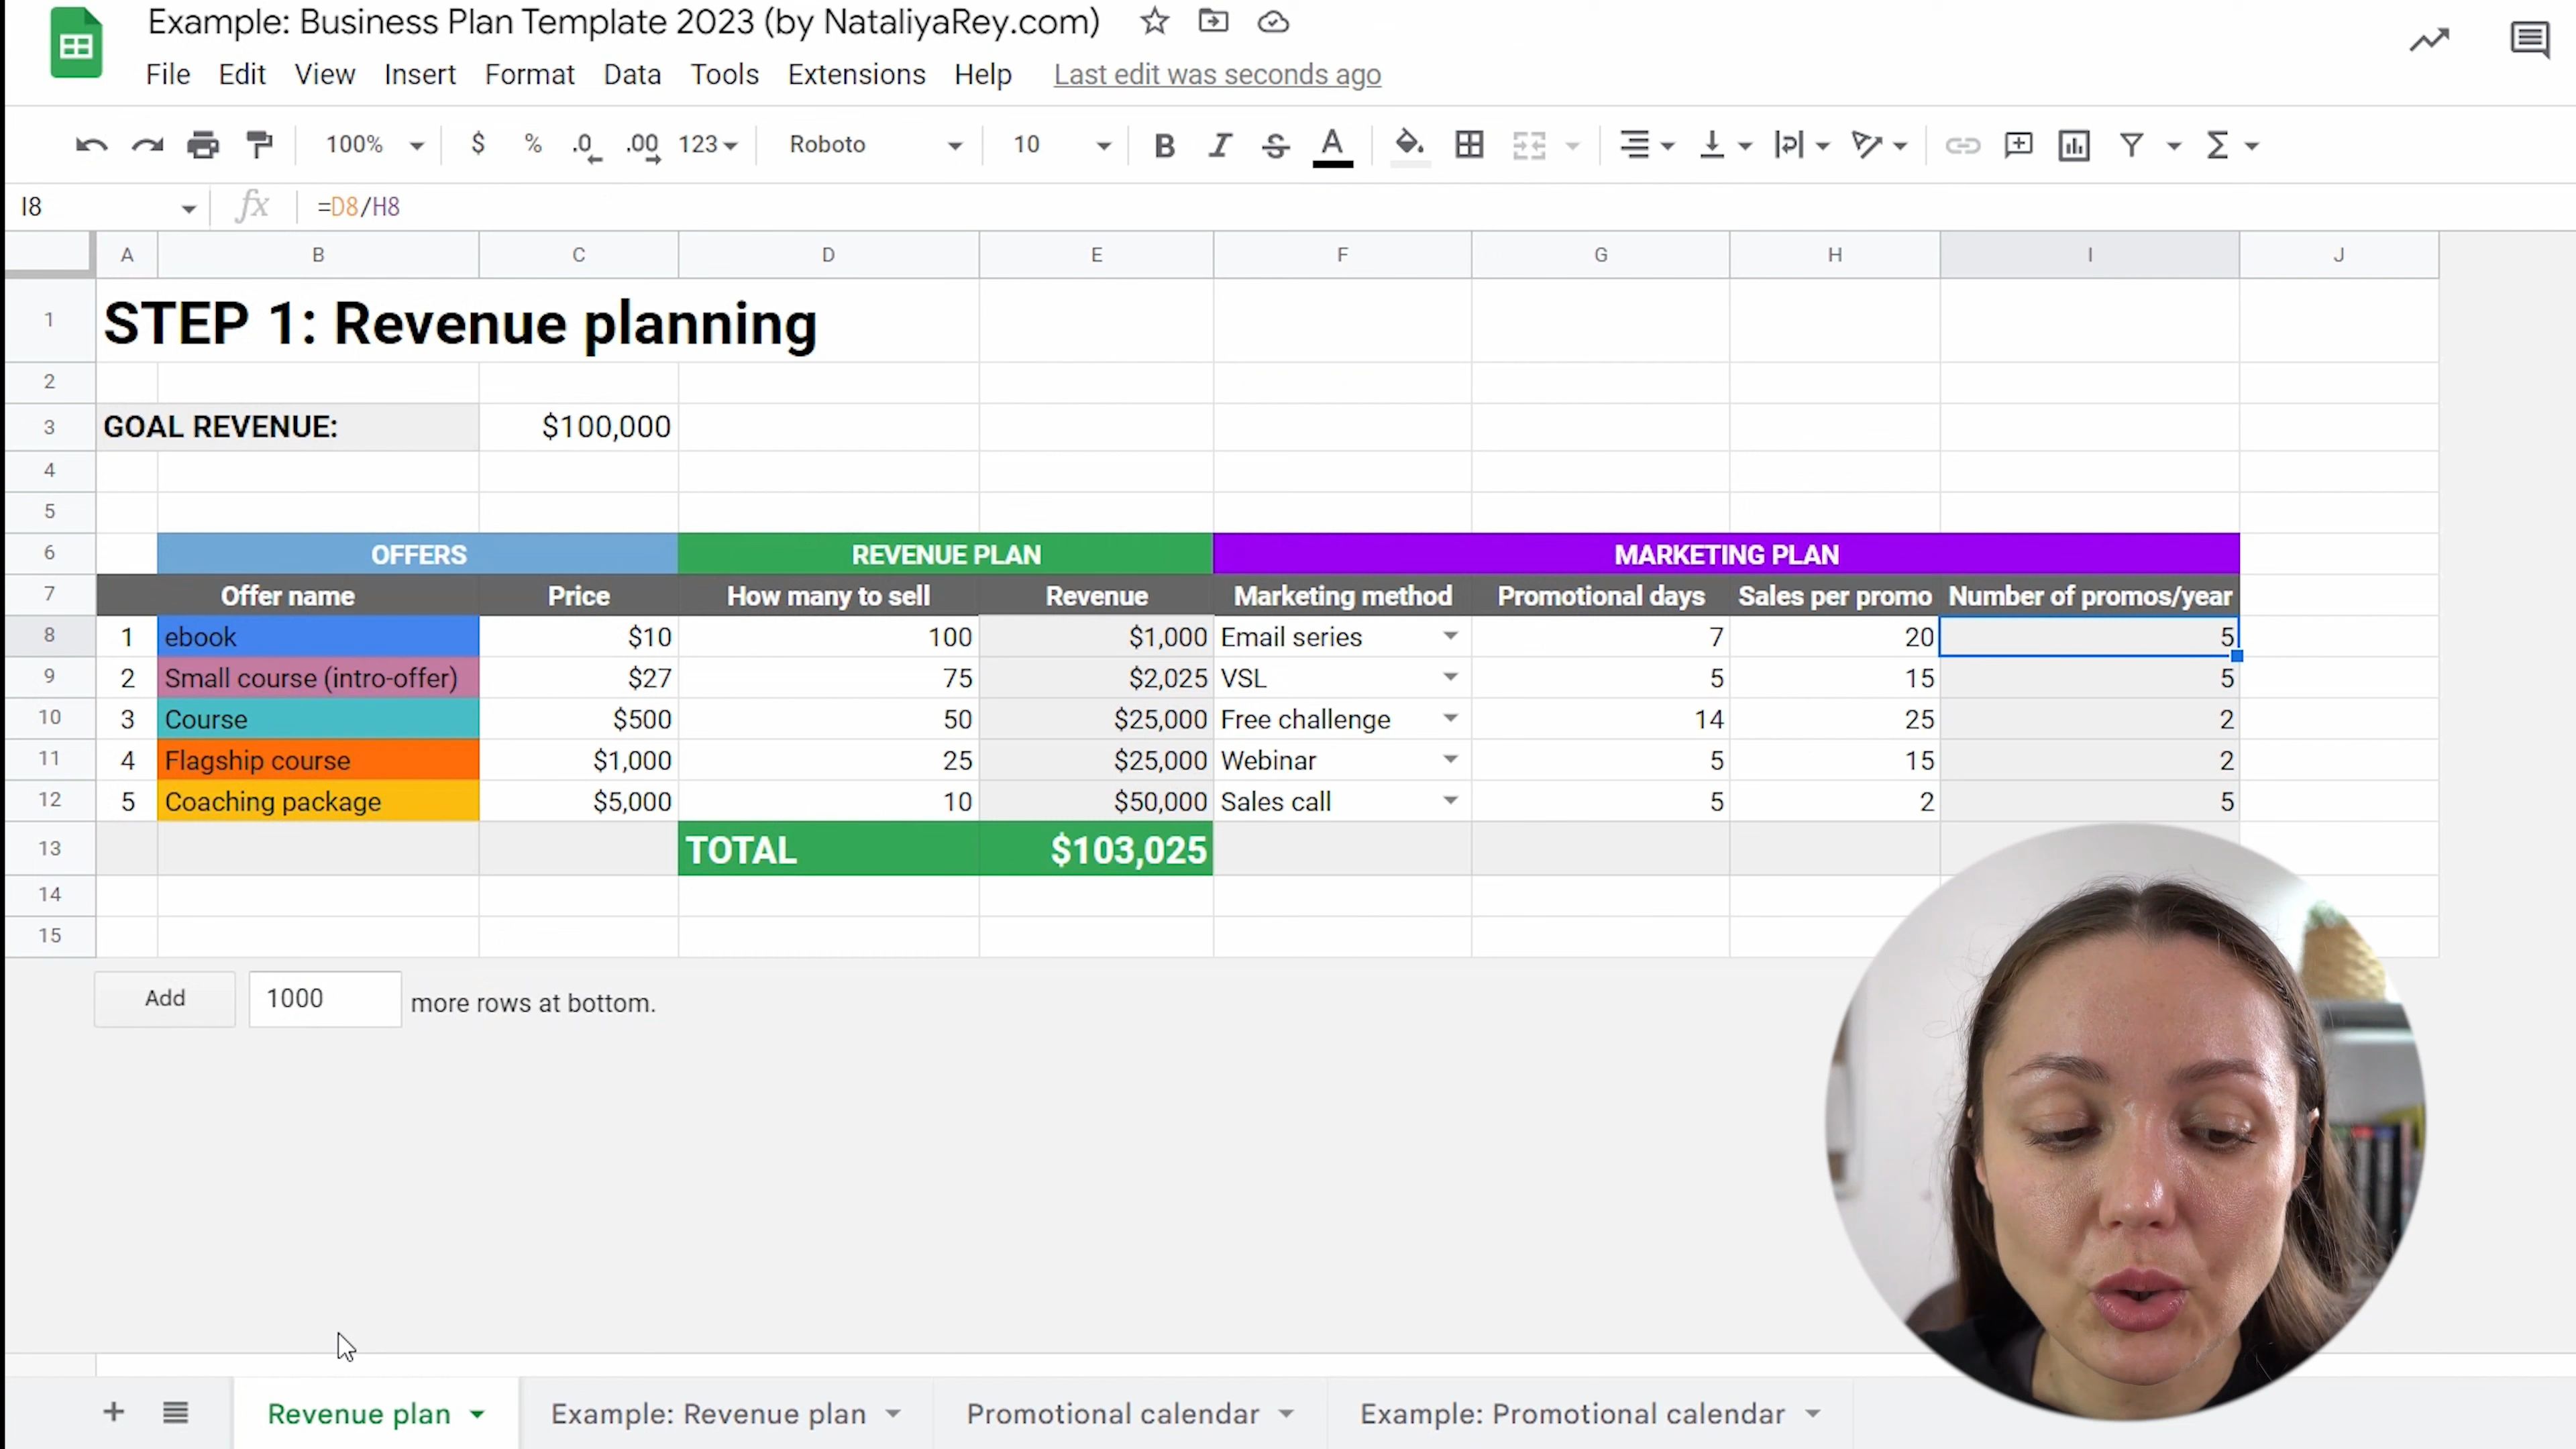 Example: Business Plan Template 2023 (by NataliyaRey.com)
File Edit View Insert Format Data Tools Extensions Help Last edit was seconds ago
100% $ % .0 .00 123 Roboto 10 B I S A
I8 fx =D8/H8
A B C D E F G H I J
1 STEP 1: Revenue planning
2
3 GOAL REVENUE: $100,000
4
5
6 OFFERS REVENUE PLAN MARKETING PLAN
7 Offer name Price How many to sell Revenue Marketing method Promotional days Sales per promo Number of promos/year
8 1 ebook $10 100 $1,000 Email series 7 20 5
9 2 Small course (intro-offer) $27 75 $2,025 VSL 5 15 5
10 3 Course $500 50 $25,000 Free challenge 14 25 2
11 4 Flagship course $1,000 25 $25,000 Webinar 5 15 2
12 5 Coaching package $5,000 10 $50,000 Sales call 5 2 5
13 TOTAL $103,025
14
15
Add 1000 more rows at bottom.
Revenue plan Example: Revenue plan Promotional calendar Example: Promotional calendar